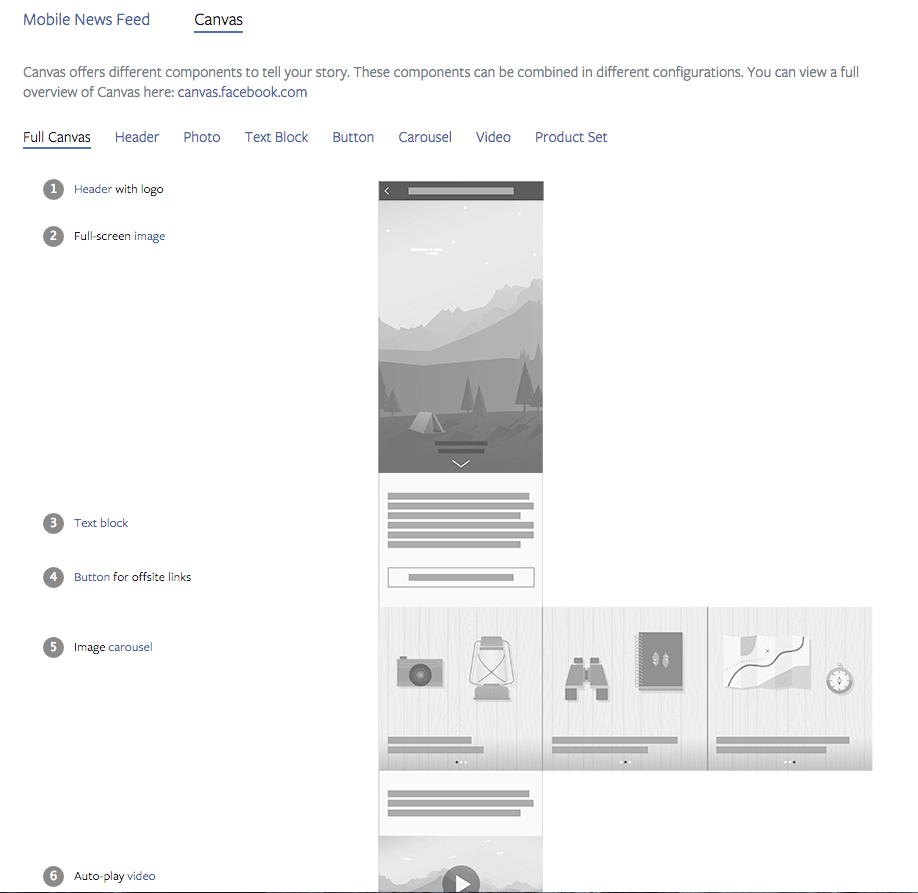 Mobile News Feed Canvas
Canvas offers different components to tell your story. These components can be combined in different configurations. You can view a full
overview of Canvas here: canvas.facebook.com
Full Canvas Header Photo Text Block Button Carousel Video Product Set
1 Header with logo
2 Full-screen image
3 Text block
4 Button for offsite links
5 Image carousel
6 Auto-play video